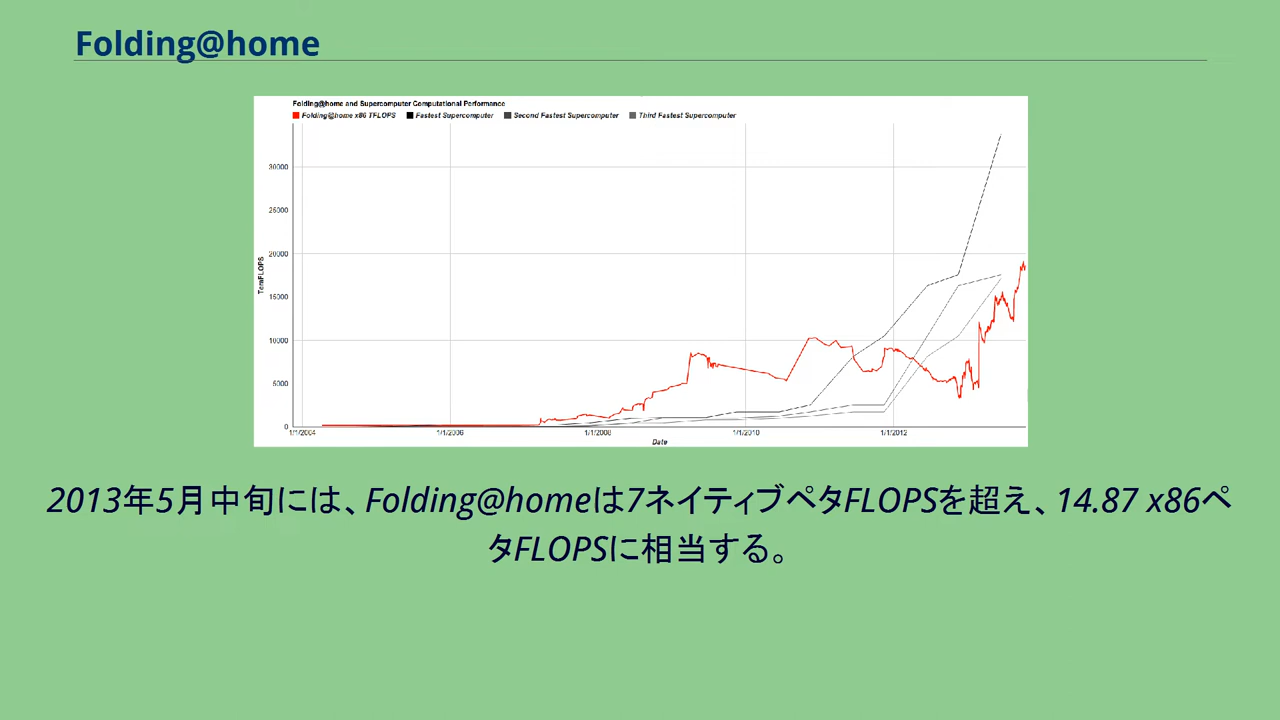 Folding@home
Folding@home and Supercomputer Computational Performance
Folding@home x86 TFLOPS Fastest Supercomputer Second Fastest Supercomputer Third Fastest Supercomputer
30000
25000
20000
15000
10000
5000
0
TeraFLOPS
1/1/2004 1/1/2006 1/1/2008 1/1/2010 1/1/2012
Date
2013年5月中旬には、Folding@homeは7ネイティブペタFLOPSを超え、14.87 x86ペ
タFLOPSに相当する。